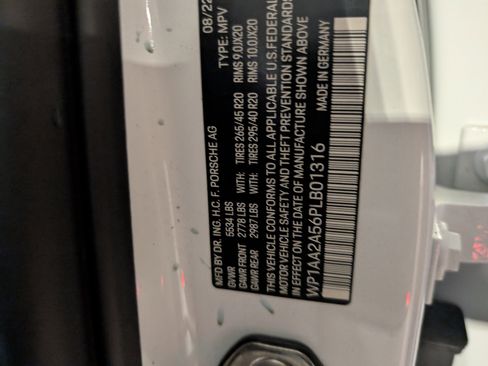 MFD BY DR. ING. H.C. F. PORSCHE AG 08/22
GVWR 5534 LBS TYPE: MPV
GAWR FRONT 2778 LBS WITH: TIRES 265/45 R20 RIMS 9.0JX20
GAWR REAR 2987 LBS WITH: TIRES 295/40 R20 RIMS 10.0JX20
THIS VEHICLE CONFORMS TO ALL APPLICABLE U.S. FEDERAL
MOTOR VEHICLE SAFETY AND THEFT PREVENTION STANDARDS
IN EFFECT ON THE DATE OF MANUFACTURE SHOWN ABOVE
WP1AA2A56PLB01316 MADE IN GERMANY